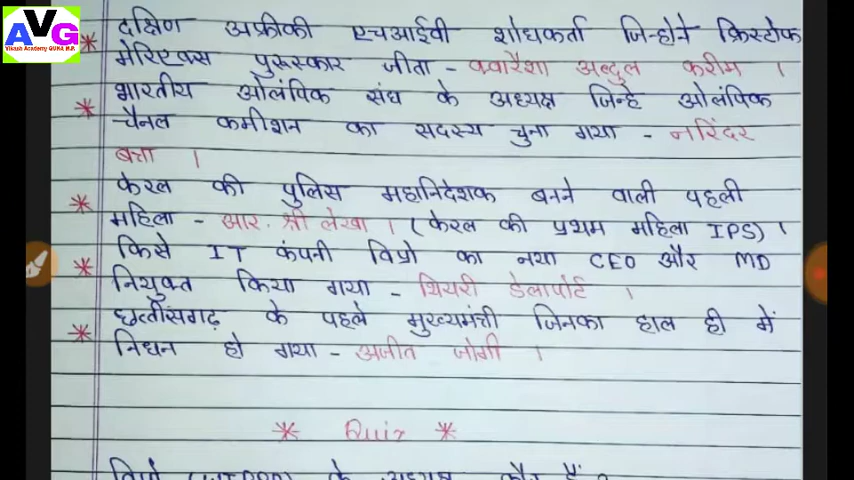 AVG
Vikash Academy GUNA M.P.
* दक्षिण अफ्रीकी एचआईवी शोधकर्ता जिन्होने क्रिस्टोफ
मेरिएक्स पुरूस्कार जीता - क्वारैशा अब्दुल करीम ।
* भारतीय ओलंपिक संघ के अध्यक्ष जिन्हे ओलंपिक
चैनल कमीशन का सदस्य चुना गया - नरिंदर
बत्रा ।
* केरल की पुलिस महानिदेशक बनने वाली पहली
महिला - आर. श्री लेखा । (केरल की प्रथम महिला IPS) ।
* किसे IT कंपनी विप्रो का नया CEO और MD
नियुक्त किया गया - थियरी डेलापोर्ट ।
* छत्तीसगढ़ के पहले मुख्यमंत्री जिनका हाल ही में
निधन हो गया - अजीत जोगी ।
* Quiz *
के अध्यक्ष कौन हैं ?